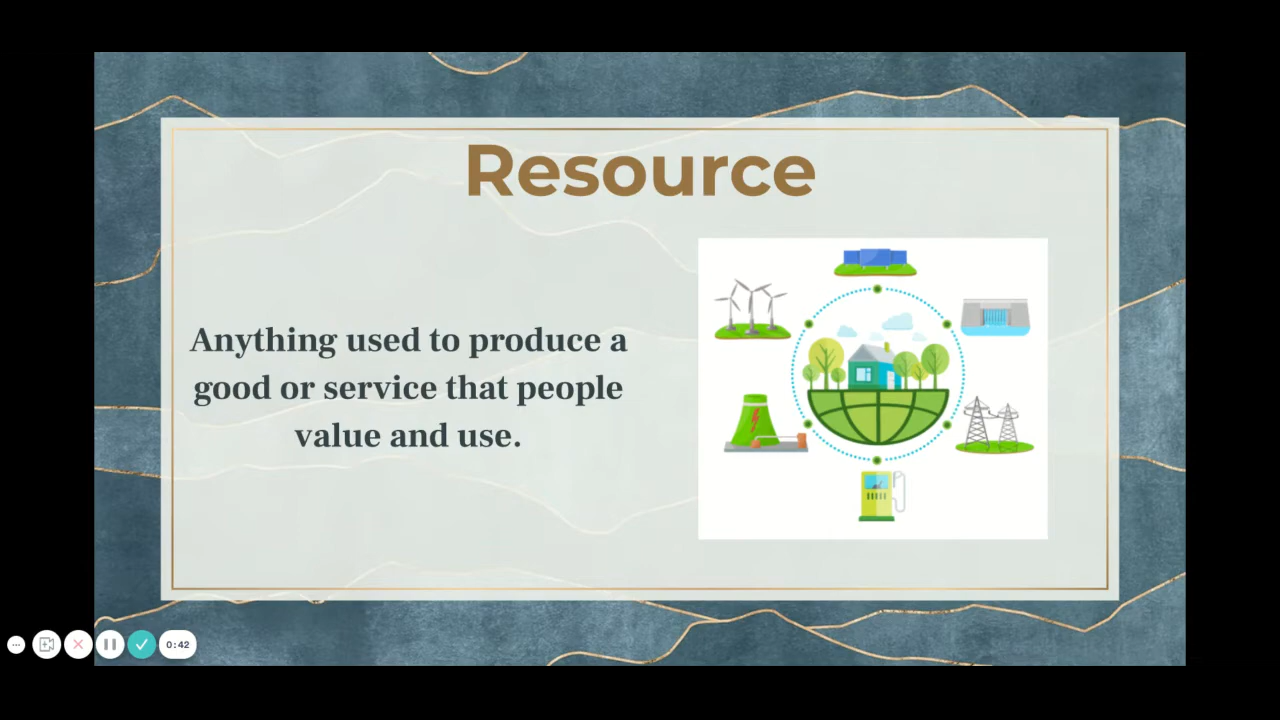 Resource
Anything used to produce a
good or service that people
value and use.
0:42